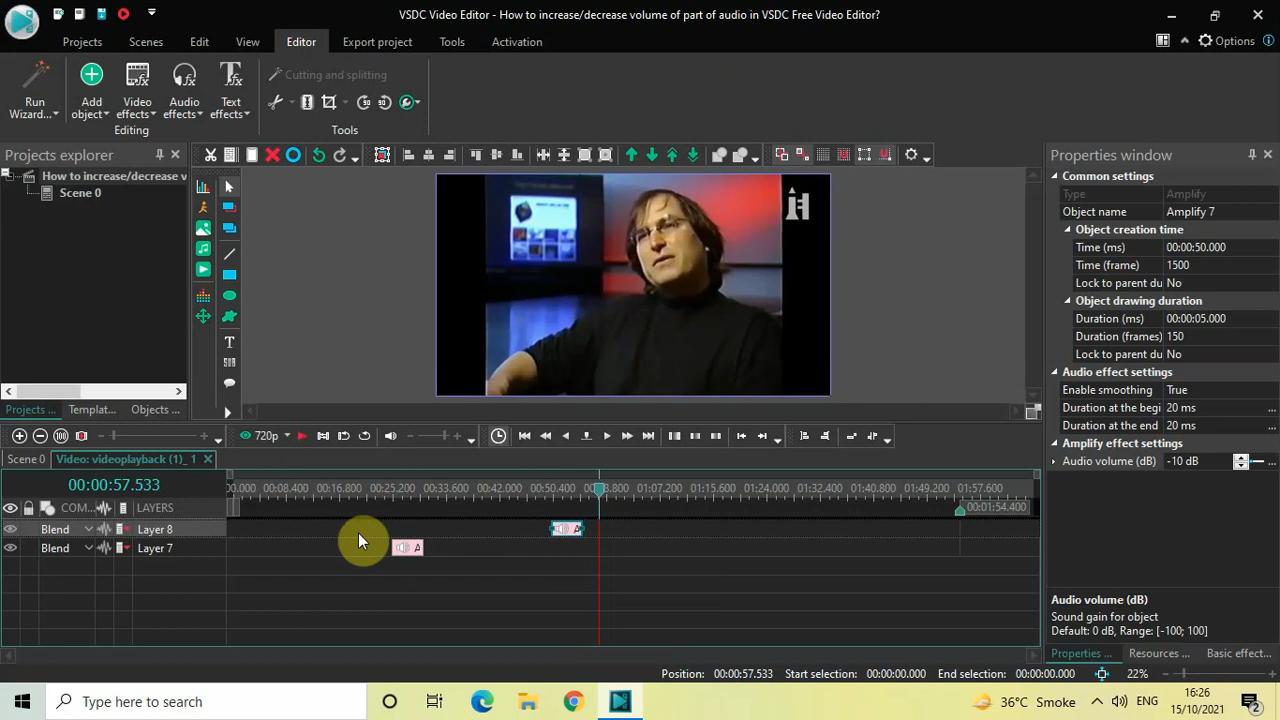 VSDC Video Editor - How to increase/decrease volume of part of audio in VSDC Free Video Editor?
Projects Scenes Edit View Editor Export project Tools Activation
Options
Run Wizard...
Add object
Video effects
Audio effects
Text effects
Editing
Cutting and splitting
Tools
Projects explorer
How to increase/decrease v
Scene 0
Projects ... Templat... Objects ...
720p
Scene 0 Video: videoplayback (1)_ 1
00:00:57.533
0.000 00:08.400 00:16.800 00:25.200 00:33.600 00:42.000 00:50.400 00:58.800 01:07.200 01:15.600 01:24.000 01:32.400 01:40.800 01:49.200 01:57.600
COM... LAYERS
00:01:54.400
Blend Layer 8
A
Blend Layer 7
A
Properties window
Common settings
Type Amplify
Object name Amplify 7
Object creation time
Time (ms) 00:00:50.000
Time (frame) 1500
Lock to parent du No
Object drawing duration
Duration (ms) 00:00:05.000
Duration (frames) 150
Lock to parent du No
Audio effect settings
Enable smoothing True
Duration at the begi 20 ms ...
Duration at the end 20 ms ...
Amplify effect settings
Audio volume (dB) -10 dB ...
Audio volume (dB)
Sound gain for object
Default: 0 dB, Range: [-100; 100]
Properties ... Resources ... Basic effect...
Position: 00:00:57.533 Start selection: 00:00:00.000 End selection: 00:00:00.000 22%
Type here to search
36°C Smoke
ENG
16:26
15/10/2021
2